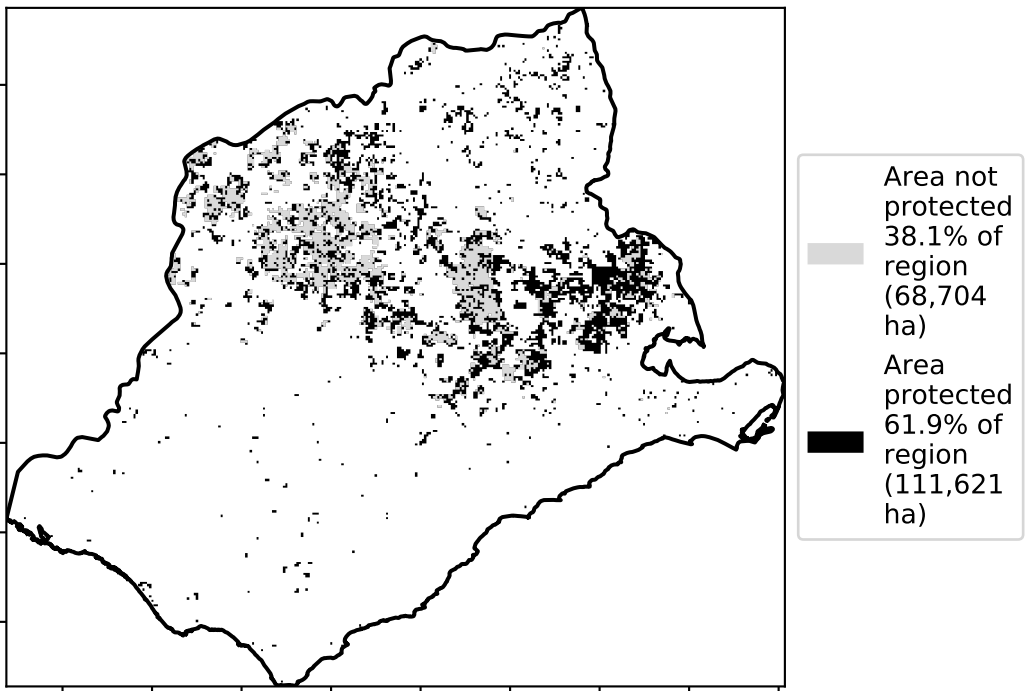 Area not
protected
38.1% of
region
(68,704
ha)
Area
protected
61.9% of
region
(111,621
ha)